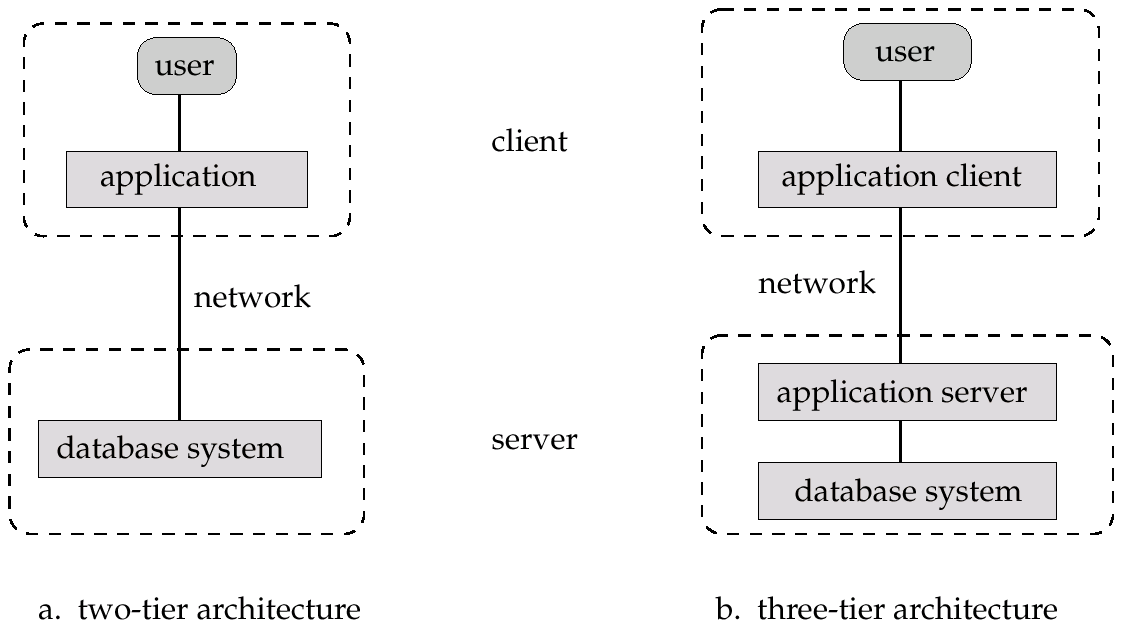 user
application
network
database system
a. two-tier architecture
client
server
user
application client
network
application server
database system
b. three-tier architecture